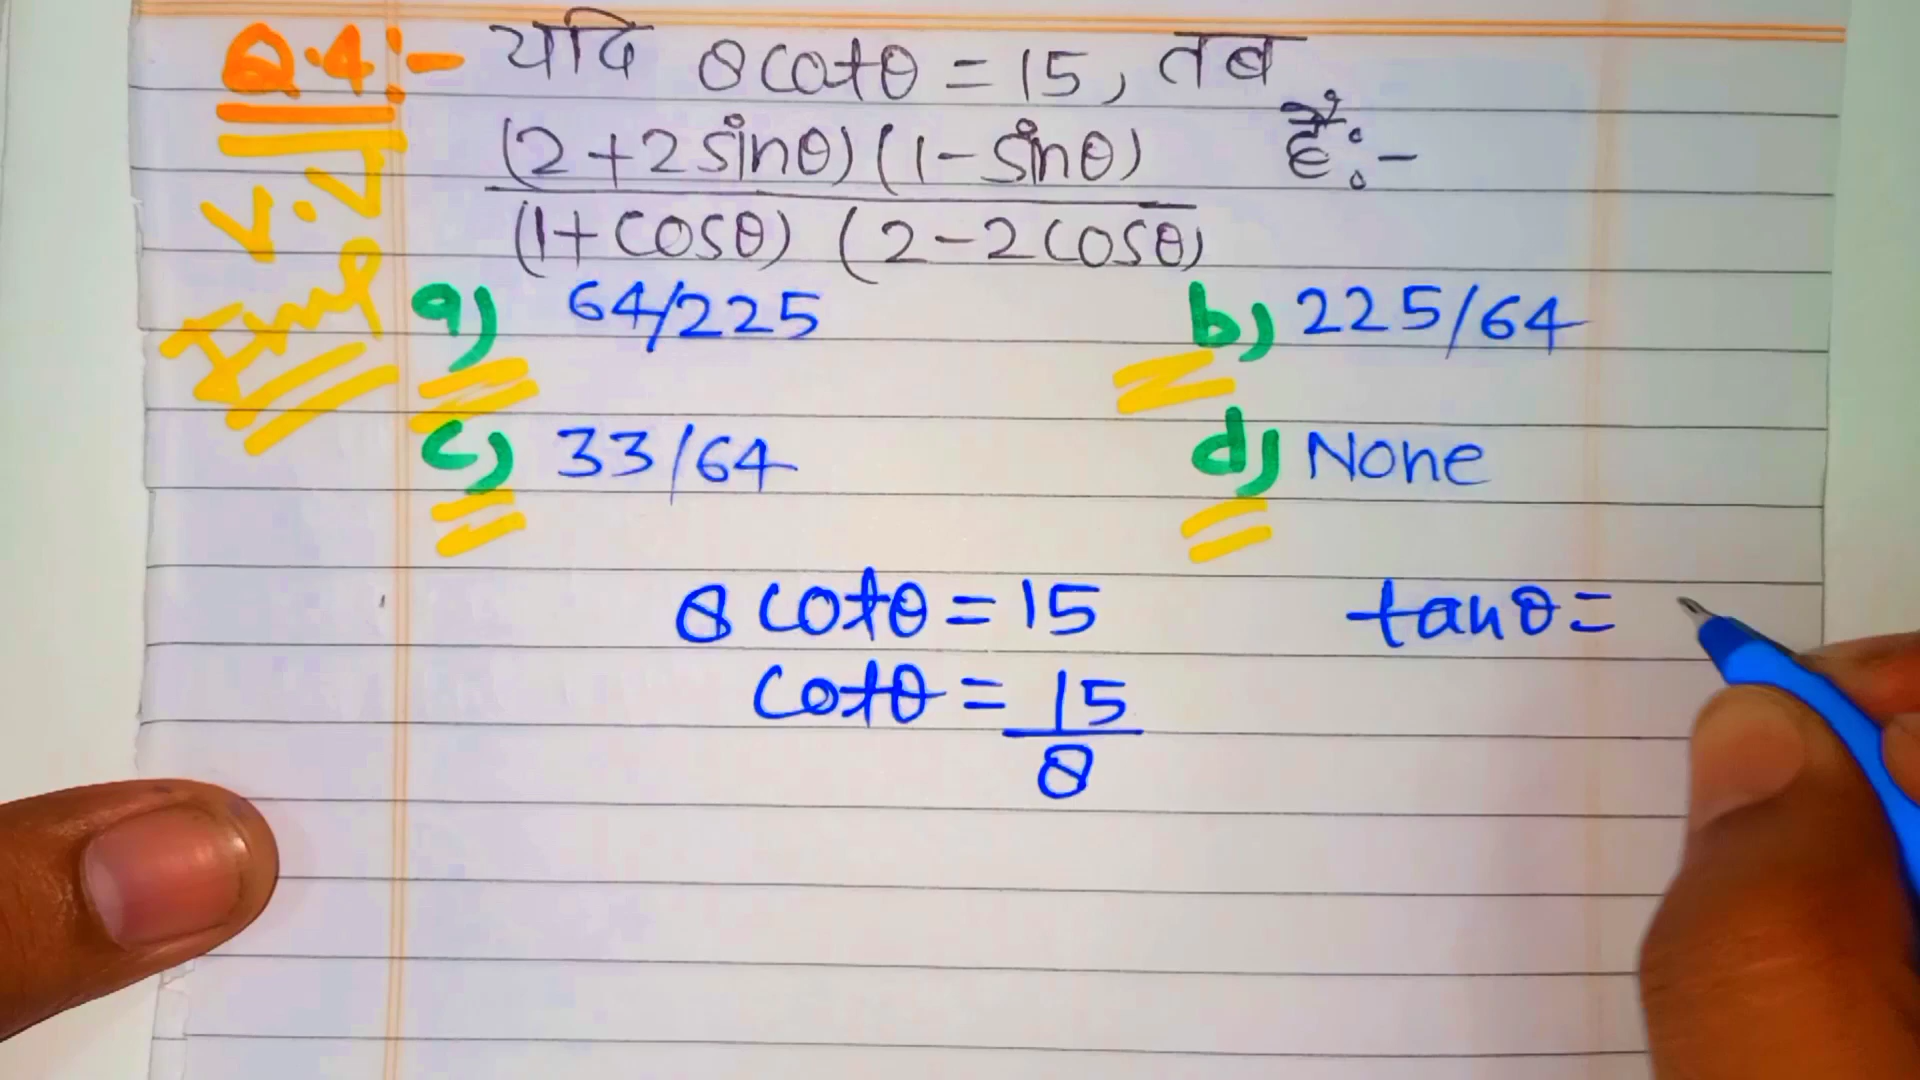 Q.4:- यदि 8cotθ = 15, तब
(2+2sinθ)(1-sinθ) है:-
(1+cosθ) (2-2cosθ)
V.V Imp
a) 64/225 b) 225/64
c) 33/64 d) None
8cotθ = 15 tanθ =
cotθ = 15
8